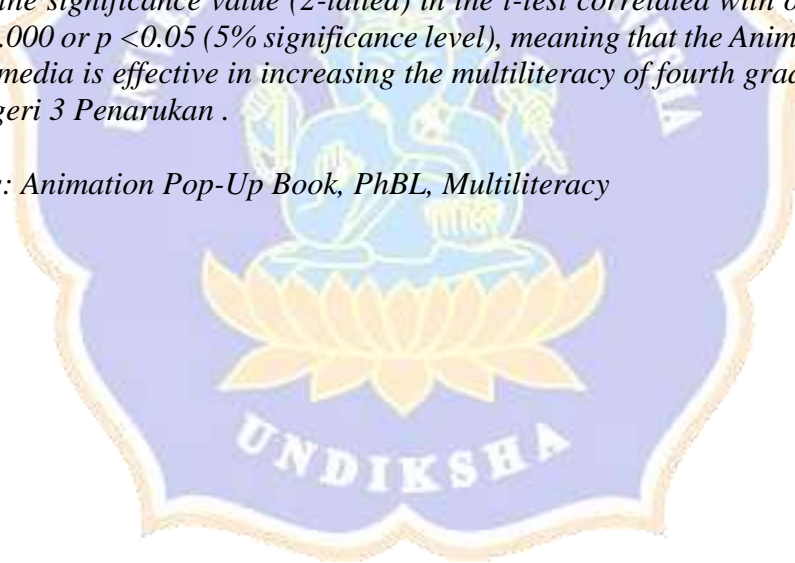 the significance value (2-tailed) in the t-test correlated with o
.000 or p <0.05 (5% significance level), meaning that the Anim
media is effective in increasing the multiliteracy of fourth grad
geri 3 Penarukan .
: Animation Pop-Up Book, PhBL, Multiliteracy
UNDIKSHA